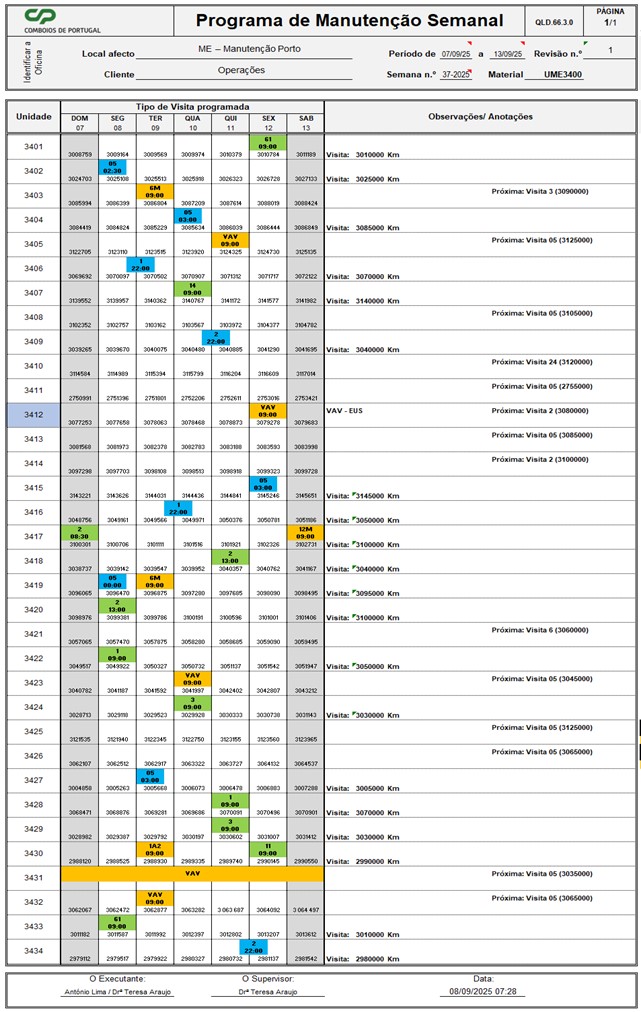 CP
COMBOIOS DE PORTUGAL
Programa de Manutenção Semanal
QLD.66.3.0
PÁGINA
1/1
Identificar a Oficina
Local afecto ME – Manutenção Porto
Período de 07/09/25 a 13/09/25 Revisão n.º 1
Cliente Operações
Semana n.º 37-2025 Material UME3400
Unidade
Tipo de Visita programada
Observações/ Anotações
DOM SEG TER QUA QUI SEX SAB
07 08 09 10 11 12 13
3401
61
09:00
3008759 3009164 3009569 3009974 3010379 3010784 3011189 Visita: 3010000 Km
3402
05
02:30
3024703 3025108 3025513 3025918 3026323 3026728 3027133 Visita: 3025000 Km
3403
6M
09:00
Próxima: Visita 3 (3090000)
3085994 3086399 3086804 3087209 3087614 3088019 3088424
3404
05
03:00
3084419 3084824 3085229 3085634 3086039 3086444 3086849 Visita: 3085000 Km
3405
VAV
09:00
Próxima: Visita 05 (3125000)
3122705 3123110 3123515 3123920 3124325 3124730 3125135
3406
1
22:00
3069692 3070097 3070502 3070907 3071312 3071717 3072122 Visita: 3070000 Km
3407
14
09:00
3139552 3139957 3140362 3140767 3141172 3141577 3141982 Visita: 3140000 Km
3408
Próxima: Visita 05 (3105000)
3102352 3102757 3103162 3103567 3103972 3104377 3104782
3409
2
22:00
3039265 3039670 3040075 3040480 3040885 3041290 3041695 Visita: 3040000 Km
3410
Próxima: Visita 24 (3120000)
3114584 3114989 3115394 3115799 3116204 3116609 3117014
3411
Próxima: Visita 05 (2755000)
2750991 2751396 2751801 2752206 2752611 2753016 2753421
3412
VAV
09:00
VAV - EUS Próxima: Visita 2 (3080000)
3077253 3077658 3078063 3078468 3078873 3079278 3079683
3413
Próxima: Visita 05 (3085000)
3081568 3081973 3082378 3082783 3083188 3083593 3083998
3414
Próxima: Visita 2 (3100000)
3097298 3097703 3098108 3098513 3098918 3099323 3099728
3415
05
03:00
3143221 3143626 3144031 3144436 3144841 3145246 3145651 Visita: 3145000 Km
3416
1
22:00
3048756 3049161 3049566 3049971 3050376 3050781 3051186 Visita: 3050000 Km
3417
2 12M
08:30 09:00
3100301 3100706 3101111 3101516 3101921 3102326 3102731 Visita: 3100000 Km
3418
2
13:00
3038737 3039142 3039547 3039952 3040357 3040762 3041167 Visita: 3040000 Km
3419
05 6M
00:00 09:00
3096065 3096470 3096875 3097280 3097685 3098090 3098495 Visita: 3095000 Km
3420
2
13:00
3098976 3099381 3099786 3100191 3100596 3101001 3101406 Visita: 3100000 Km
3421
Próxima: Visita 6 (3060000)
3057065 3057470 3057875 3058280 3058685 3059090 3059495
3422
1
09:00
3049517 3049922 3050327 3050732 3051137 3051542 3051947 Visita: 3050000 Km
3423
VAV
09:00
Próxima: Visita 05 (3045000)
3040782 3041187 3041592 3041997 3042402 3042807 3043212
3424
3
09:00
3028713 3029118 3029523 3029928 3030333 3030738 3031143 Visita: 3030000 Km
3425
Próxima: Visita 05 (3125000)
3121535 3121940 3122345 3122750 3123155 3123560 3123965
3426
Próxima: Visita 05 (3065000)
3062107 3062512 3062917 3063322 3063727 3064132 3064537
3427
05
03:00
3004858 3005263 3005668 3006073 3006478 3006883 3007288 Visita: 3005000 Km
3428
1
09:00
3068471 3068876 3069281 3069686 3070091 3070496 3070901 Visita: 3070000 Km
3429
3
09:00
3028982 3029387 3029792 3030197 3030602 3031007 3031412 Visita: 3030000 Km
3430
1A2 11
09:00 09:00
2988120 2988525 2988930 2989335 2989740 2990145 2990550 Visita: 2990000 Km
3431
VAV
Próxima: Visita 05 (3035000)
3432
VAV
09:00
Próxima: Visita 05 (3065000)
3062067 3062472 3062877 3063282 3 063 687 3064092 3 064 497
3433
61
09:00
3011182 3011587 3011992 3012397 3012802 3013207 3013612 Visita: 3010000 Km
3434
2
22:00
2979112 2979517 2979922 2980327 2980732 2981137 2981542 Visita: 2980000 Km
O Executante: O Supervisor: Data:
António Lima / Drª Teresa Araujo Drª Teresa Araujo 08/09/2025 07:28